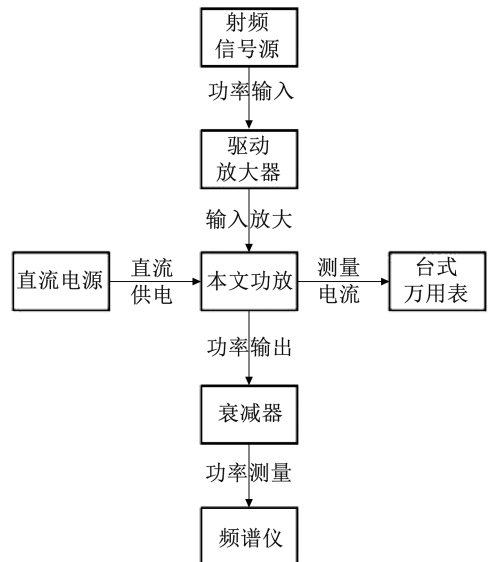 射频
信号源
功率输入
驱动
放大器
输入放大
直流电源
直流
供电
本文功放
测量
电流
台式
万用表
功率输出
衰减器
功率测量
频谱仪